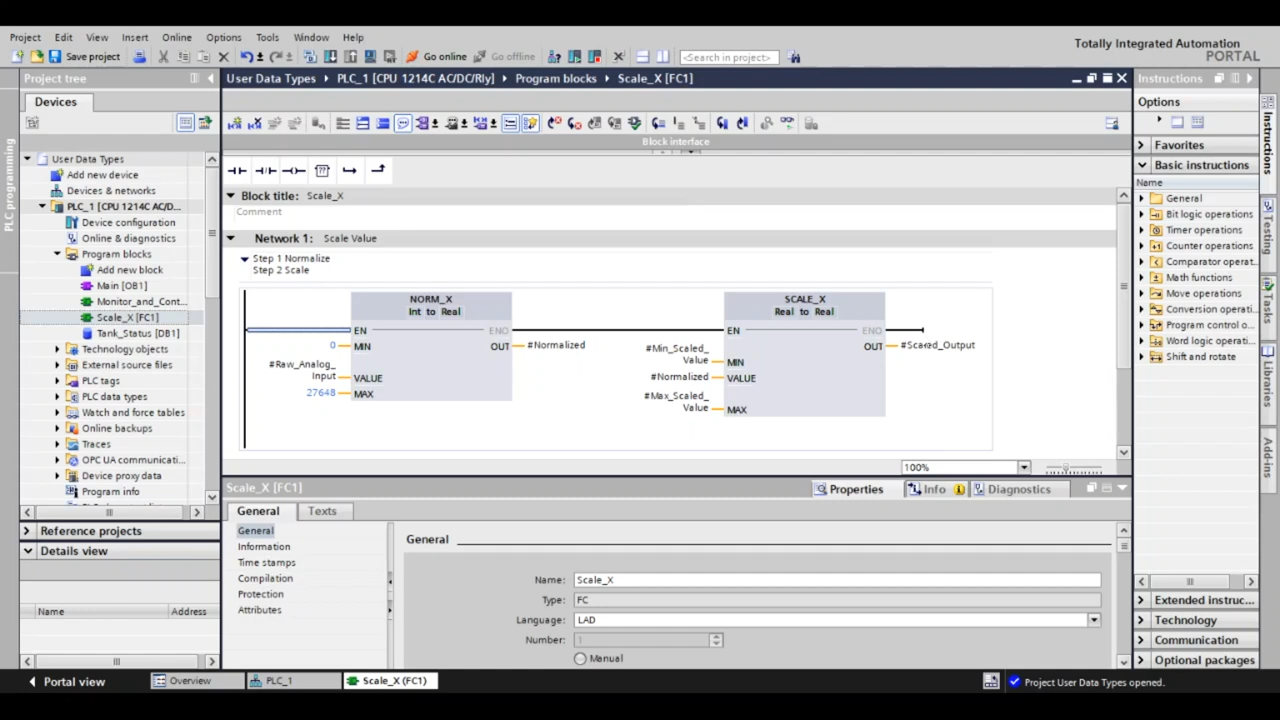 Project Edit View Insert Online Options Tools Window Help
Totally Integrated Automation
PORTAL
Save project
Go online
Go offline
<Search in project>
Project tree
User Data Types PLC_1 [CPU 1214C AC/DC/Rly] Program blocks Scale_X [FC1]
Instructions
Devices
Options
PLC programming
Block interface
Favorites
Basic instructions
Name
General
Bit logic operations
Timer operations
Counter operations
Comparator operat...
Math functions
Move operations
Conversion operati...
Program control o...
Word logic operati...
Shift and rotate
User Data Types
Add new device
Devices & networks
PLC_1 [CPU 1214C AC/D...
Device configuration
Online & diagnostics
Program blocks
Add new block
Main [OB1]
Monitor_and_Cont...
Scale_X [FC1]
Tank_Status [DB1]
Technology objects
External source files
PLC tags
PLC data types
Watch and force tables
Online backups
Traces
OPC UA communicati...
Device proxy data
Program info
Block title: Scale_X
Comment
Network 1: Scale Value
Step 1 Normalize
Step 2 Scale
NORM_X
Int to Real
EN
ENO
0
MIN
OUT
#Normalized
#Raw_Analog_
Input
VALUE
27648
MAX
SCALE_X
Real to Real
EN
ENO
#Min_Scaled_
Value
MIN
OUT
#Normalized
VALUE
#Max_Scaled_
Value
MAX
100%
Instructions
Testing
Tasks
Libraries
Add-ins
Scale_X [FC1]
Properties
Info
Diagnostics
General
Texts
General
Information
Time stamps
Compilation
Protection
Attributes
General
Name: Scale_X
Type: FC
Language: LAD
Number: 1
Manual
Reference projects
Details view
Name
Address
Extended instruc...
Technology
Communication
Optional packages
Portal view
Overview
PLC_1
Scale_X (FC1)
Project User Data Types opened.